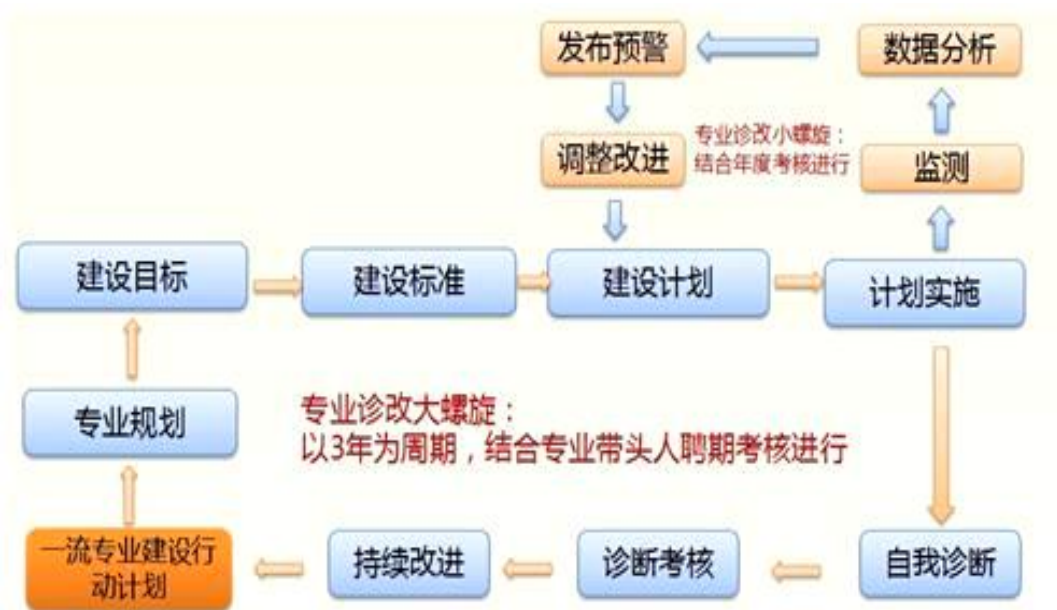 发布预警
数据分析
调整改进
专业诊改小螺旋：
结合年度考核进行
监测
建设目标
建设标准
建设计划
计划实施
专业规划
专业诊改大螺旋：
以3年为周期，结合专业带头人聘期考核进行
一流专业建设行
动计划
持续改进
诊断考核
自我诊断